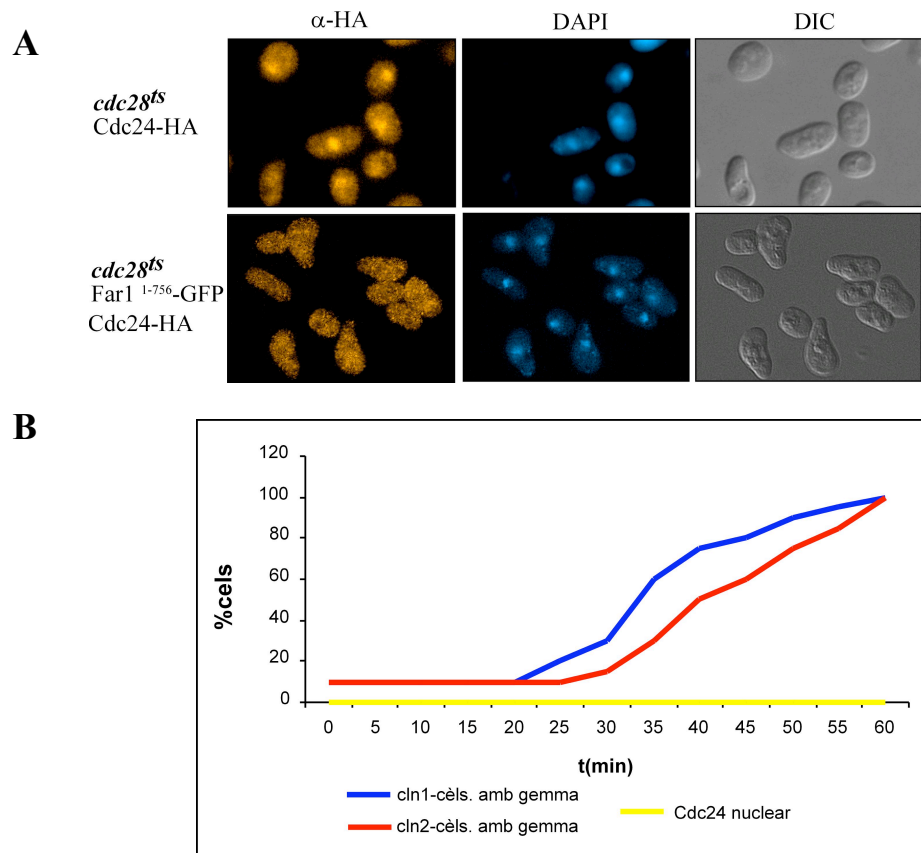 A
α-HA DAPI DIC
cdc28ts
Cdc24-HA
cdc28ts
Far1 1-756-GFP
Cdc24-HA
B
120
100
80
60
40
20
0
%cels
0 5 10 15 20 25 30 35 40 45 50 55 60
t(min)
cln1-cèls. amb gemma
cln2-cèls. amb gemma
Cdc24 nuclear